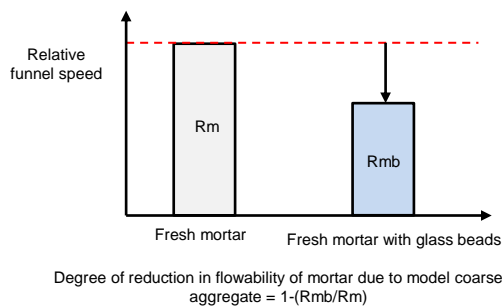 Relative
funnel speed
Rm
Rmb
Fresh mortar
Fresh mortar with glass beads
Degree of reduction in flowability of mortar due to model coarse
aggregate = 1-(Rmb/Rm)